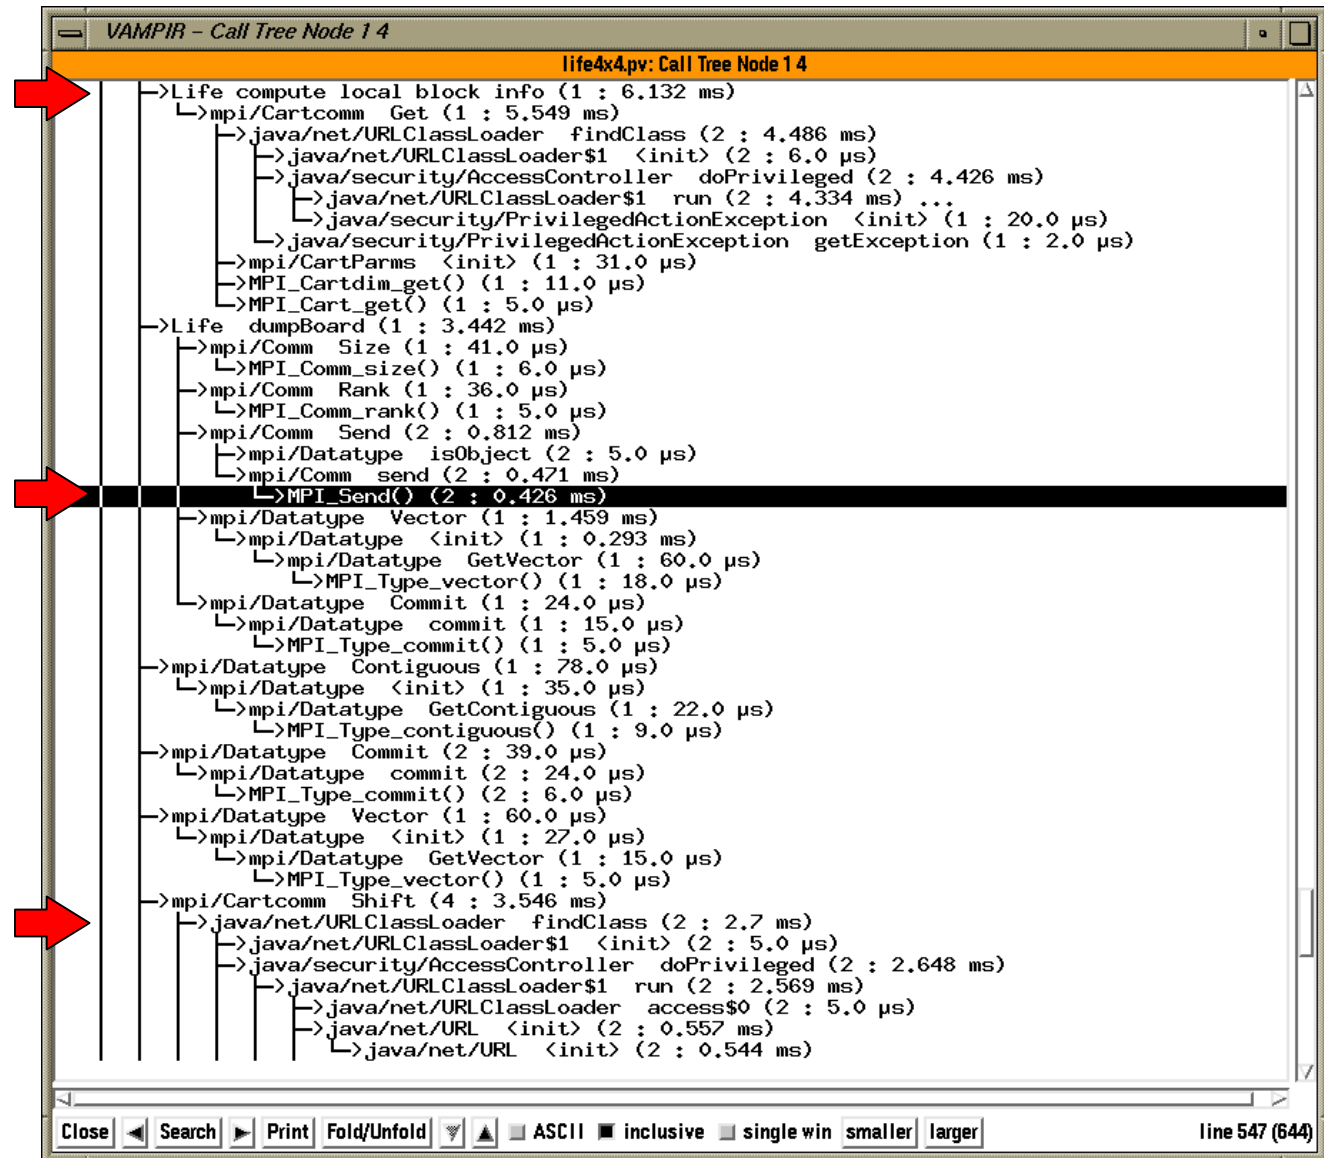 VAMPIR – Call Tree Node 1 4
life4x4.pv: Call Tree Node 1 4
Life compute local block info (1 : 6.132 ms)
mpi/Cartcomm Get (1 : 5.549 ms)
java/net/URLClassLoader findClass (2 : 4.486 ms)
java/net/URLClassLoader$1 <init> (2 : 6.0 µs)
java/security/AccessController doPrivileged (2 : 4.426 ms)
java/net/URLClassLoader$1 run (2 : 4.334 ms) ...
java/security/PrivilegedActionException <init> (1 : 20.0 µs)
java/security/PrivilegedActionException getException (1 : 2.0 µs)
mpi/CartParms <init> (1 : 31.0 µs)
MPI_Cartdim_get() (1 : 11.0 µs)
MPI_Cart_get() (1 : 5.0 µs)
Life dumpBoard (1 : 3.442 ms)
mpi/Comm Size (1 : 41.0 µs)
MPI_Comm_size() (1 : 6.0 µs)
mpi/Comm Rank (1 : 36.0 µs)
MPI_Comm_rank() (1 : 5.0 µs)
mpi/Comm Send (2 : 0.812 ms)
mpi/Datatype isObject (2 : 5.0 µs)
mpi/Comm send (2 : 0.471 ms)
MPI_Send() (2 : 0.426 ms)
mpi/Datatype Vector (1 : 1.459 ms)
mpi/Datatype <init> (1 : 0.293 ms)
mpi/Datatype GetVector (1 : 60.0 µs)
MPI_Type_vector() (1 : 18.0 µs)
mpi/Datatype Commit (1 : 24.0 µs)
mpi/Datatype commit (1 : 15.0 µs)
MPI_Type_commit() (1 : 5.0 µs)
mpi/Datatype Contiguous (1 : 78.0 µs)
mpi/Datatype <init> (1 : 35.0 µs)
mpi/Datatype GetContiguous (1 : 22.0 µs)
MPI_Type_contiguous() (1 : 9.0 µs)
mpi/Datatype Commit (2 : 39.0 µs)
mpi/Datatype commit (2 : 24.0 µs)
MPI_Type_commit() (2 : 6.0 µs)
mpi/Datatype Vector (1 : 60.0 µs)
mpi/Datatype <init> (1 : 27.0 µs)
mpi/Datatype GetVector (1 : 15.0 µs)
MPI_Type_vector() (1 : 5.0 µs)
mpi/Cartcomm Shift (4 : 3.546 ms)
java/net/URLClassLoader findClass (2 : 2.7 ms)
java/net/URLClassLoader$1 <init> (2 : 5.0 µs)
java/security/AccessController doPrivileged (2 : 2.648 ms)
java/net/URLClassLoader$1 run (2 : 2.569 ms)
java/net/URLClassLoader access$0 (2 : 5.0 µs)
java/net/URL <init> (2 : 0.557 ms)
java/net/URL <init> (2 : 0.544 ms)
Close Search Print Fold/Unfold ASCII inclusive single win smaller larger line 547 (644)